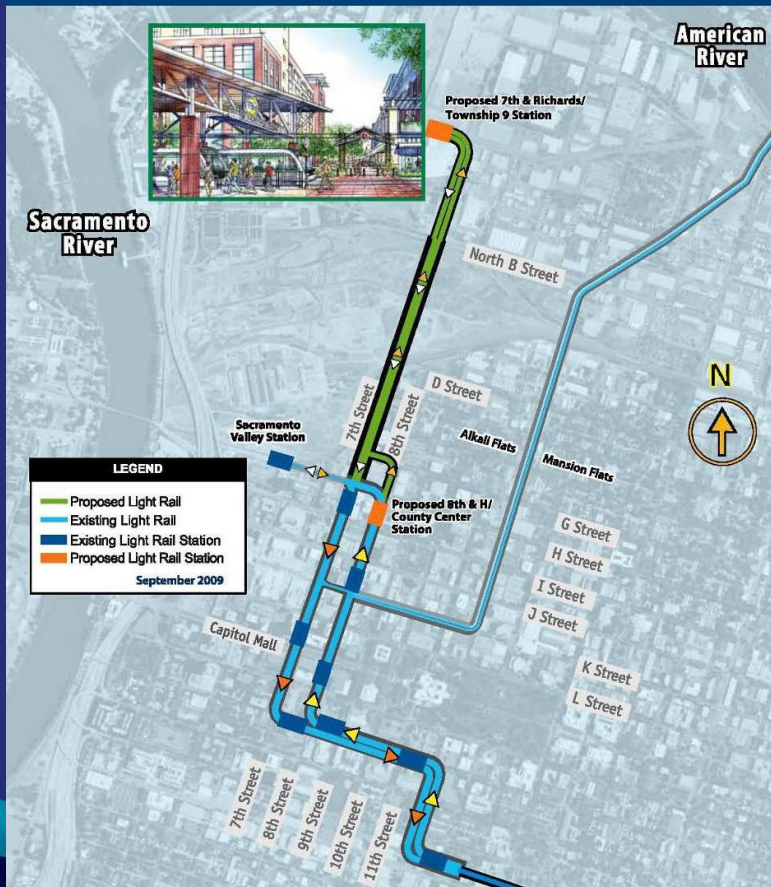 American
River
Proposed 7th & Richards/
Township 9 Station
Sacramento
River
North B Street
N
D Street
7th Street
8th Street
Sacramento
Valley Station
Alkali Flats
Mansion Flats
LEGEND
Proposed Light Rail
Existing Light Rail
Existing Light Rail Station
Proposed Light Rail Station
September 2009
Proposed 8th & H/
County Center
Station
G Street
H Street
I Street
J Street
Capitol Mall
K Street
L Street
7th Street
8th Street
9th Street
10th Street
11th Street